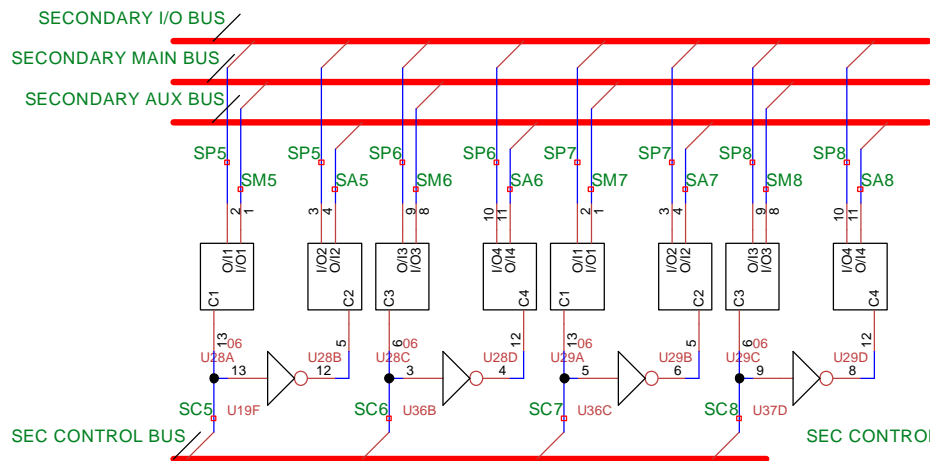 SECONDARY I/O BUS
SECONDARY MAIN BUS
SECONDARY AUX BUS
SP5 SP5 SP6 SP6 SP7 SP7 SP8 SP8
SM5 SA5 SM6 SA6 SM7 SA7 SM8 SA8
2 1 3 4 9 8 10 11 2 1 3 4 9 8 10 11
O/I1 I/O1 I/O2 O/I2 O/I3 I/O3 I/O4 O/I4 O/I1 I/O1 I/O2 O/I2 O/I3 I/O3 I/O4 O/I4
C1 C2 C3 C4 C1 C2 C3 C4
13 06 5 6 06 12 13 06 5 6 06 12
U28A U28B U28C U28D U29A U29B U29C U29D
13 12 3 4 5 6 9 8
SC5 U19F SC6 U36B SC7 U36C SC8 U37D
SEC CONTROL BUS SEC CONTROL